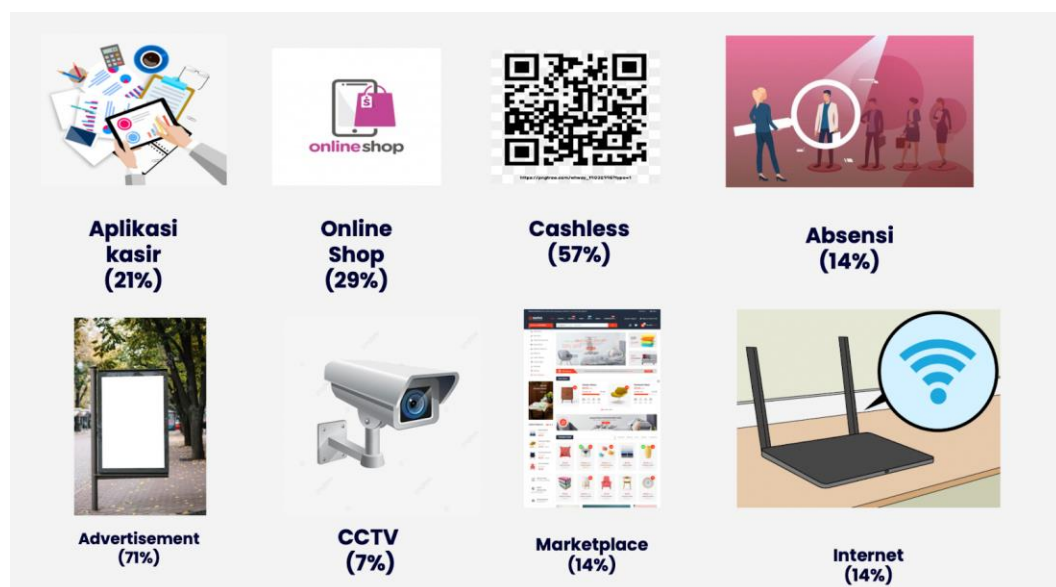 onlineshop
Aplikasi
kasir
(21%)
Online
Shop
(29%)
Cashless
(57%)
Absensi
(14%)
Advertisement
(71%)
CCTV
(7%)
Marketplace
(14%)
Internet
(14%)